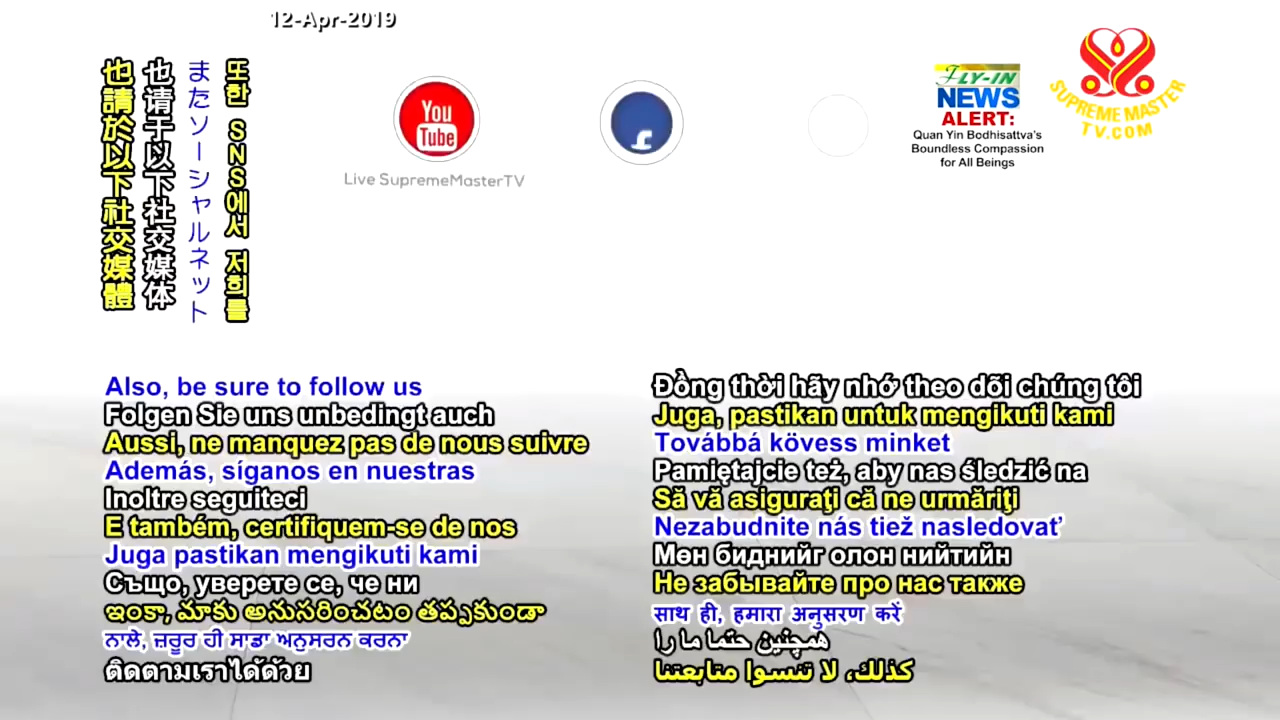 12-Apr-2019
也請於以下社交媒體
也请于以下社交媒体
またソーシャルネット
또한 SNS에서 저희를
You
Tube
Live SupremeMasterTV
f
FLY-IN
NEWS
ALERT:
Quan Yin Bodhisattva's
Boundless Compassion
for All Beings
SUPREME MASTER
TV.COM
Also, be sure to follow us
Folgen Sie uns unbedingt auch
Aussi, ne manquez pas de nous suivre
Además, síganos en nuestras
Inoltre seguiteci
E também, certifiquem-se de nos
Juga pastikan mengikuti kami
Също, уверете се, че ни
ఇంకా, మాకు అనుసరించటం తప్పకుండా
ਨਾਲੇ, ਜ਼ਰੂਰ ਹੀ ਸਾਡਾ ਅਨੁਸਰਨ ਕਰਨਾ
ติดตามเราได้ด้วย
Đồng thời hãy nhớ theo dõi chúng tôi
Juga, pastikan untuk mengikuti kami
Továbbá kövess minket
Pamiętajcie też, aby nas śledzić na
Să vă asiguraţi că ne urmăriţi
Nezabudnite nás tiež nasledovať
Мөн биднийг олон нийтийн
Не забывайте про нас также
साथ ही, हमारा अनुसरण करें
همچنین حتما ما را
كذلك، لا تنسوا متابعتنا